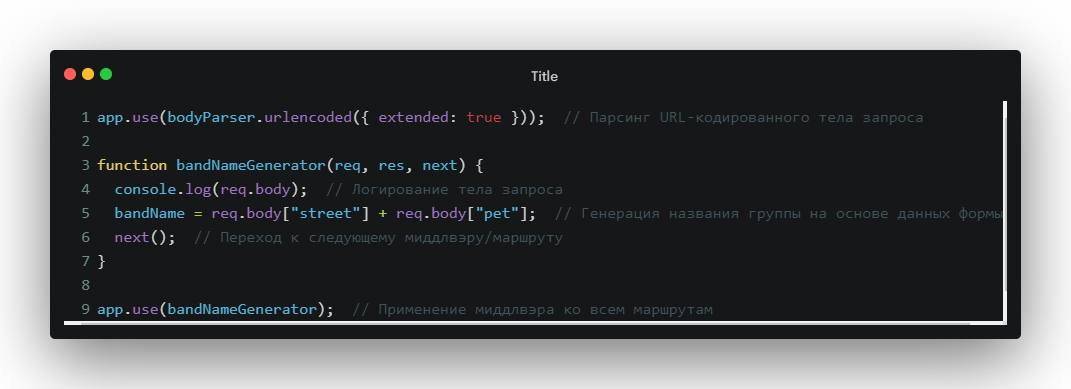 Title
1 app.use(bodyParser.urlencoded({ extended: true }));  // Парсинг URL-кодированного тела запроса
2
3 function bandNameGenerator(req, res, next) {
4   console.log(req.body);  // Логирование тела запроса
5   bandName = req.body["street"] + req.body["pet"];  // Генерация названия группы на основе данных формы
6   next();  // Переход к следующему миддлвэру/маршруту
7 }
8
9 app.use(bandNameGenerator);  // Применение миддлвэра ко всем маршрутам